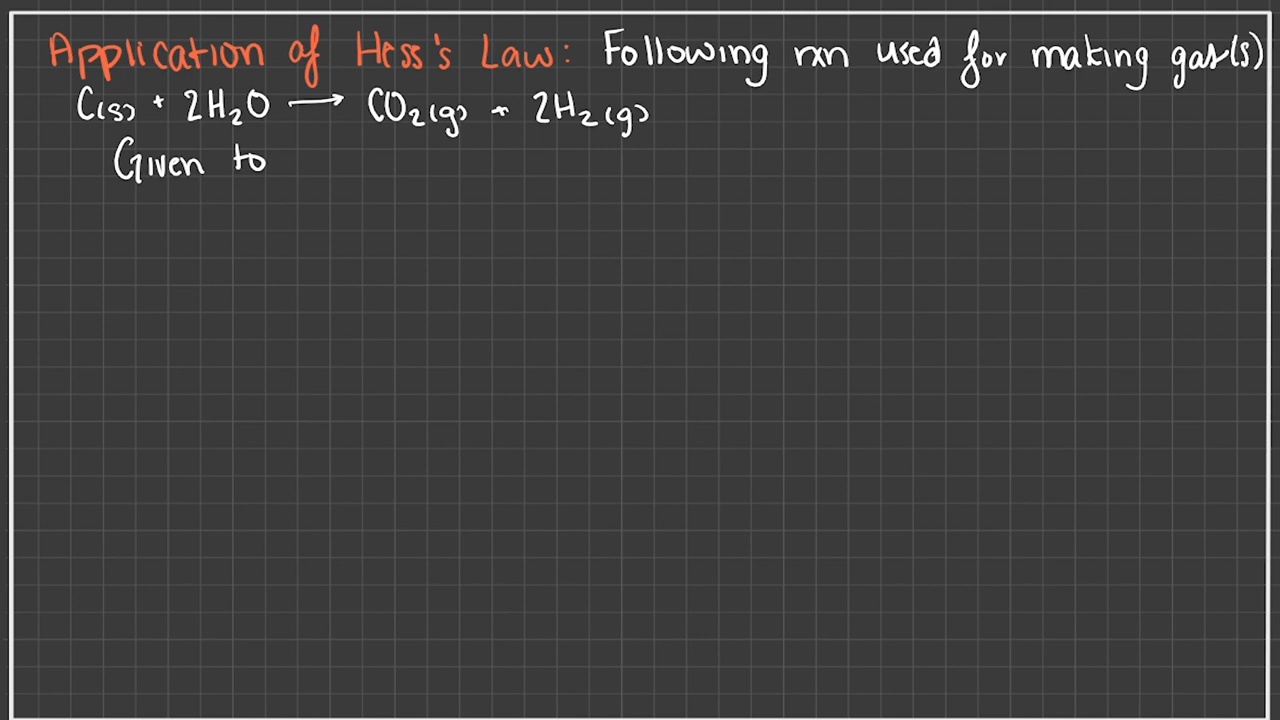 Application of Hess's Law: Following rxn used for making gas(s)
C(s) + 2H₂O → CO₂(g) + 2H₂(g)
Given to